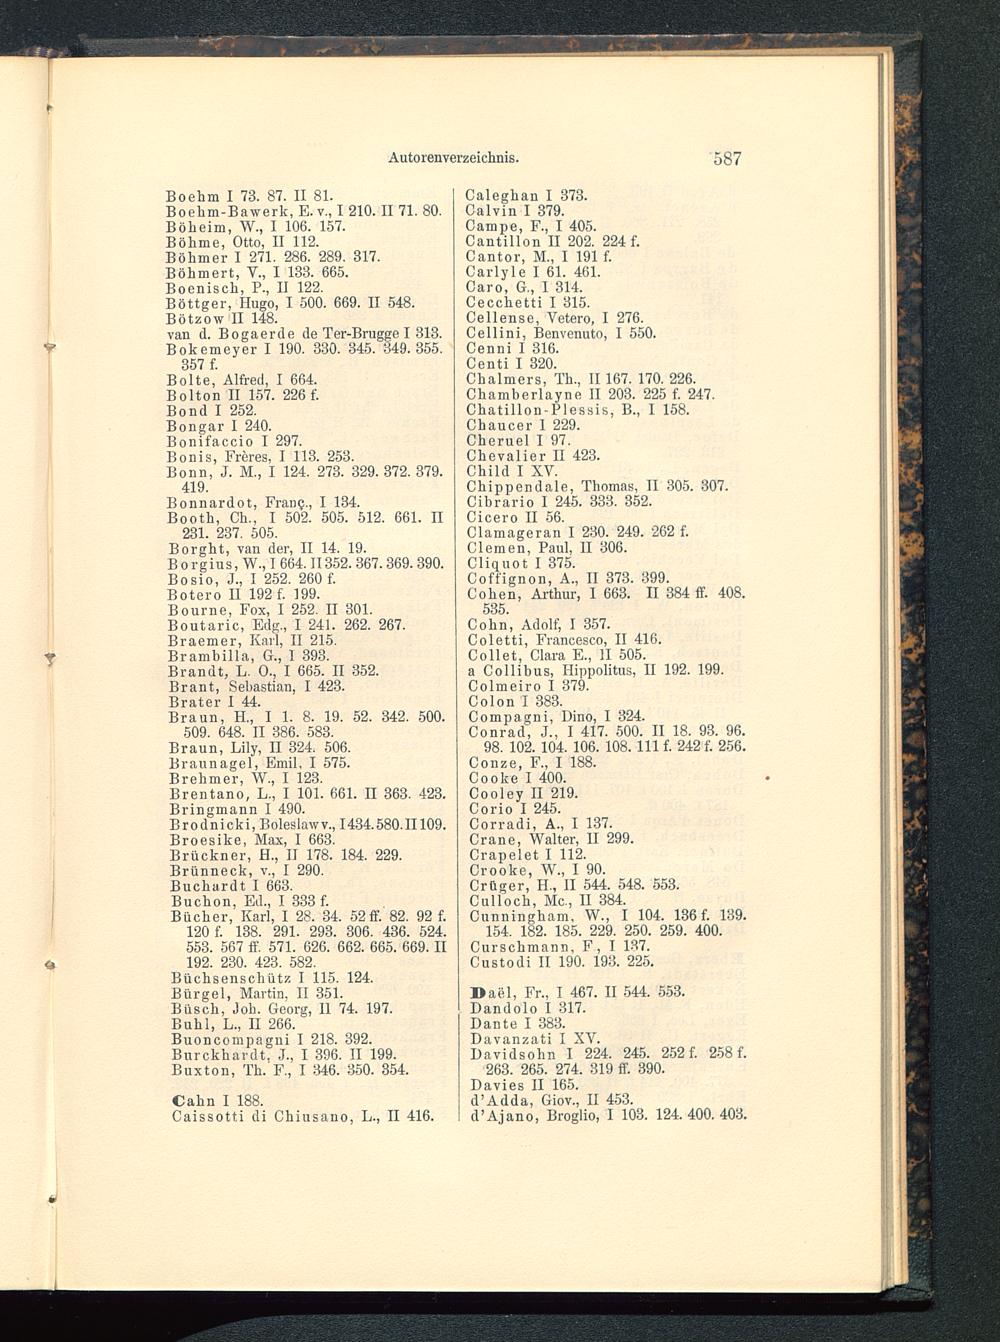 Autorenverzeichnis.
587
Boehm I 73. 87. II 81.
Boehm-Bawerk, E. v., I 210. II 71. 80.
Böheim, W., I 106. 157.
Böhme, Otto, II 112.
Böhmer I 271. 286. 289. 317.
Böhmert, V., I 133. 665.
Boenisch, P., II 122.
Böttger, Hugo, I 500. 669. II 548.
Bötzow II 148.
van d. Bogaerde de Ter-Brugge I 313.
Bokemeyer I 190. 330. 345. 349. 355.
357 f.
Bolte, Alfred, I 664.
Bolton II 157. 226 f.
Bond I 252.
Bongar I 240.
Bonifaccio I 297.
Bonis, Frères, I 113. 253.
Bonn, J. M., I 124. 273. 329. 372. 379.
419.
Bonnardot, Franç., I 134.
Booth, Ch., I 502. 505. 512. 661. II
231. 237. 505.
Borght, van der, II 14. 19.
Borgius, W., I 664. II 352. 367. 369. 390.
Bosio, J., I 252. 260 f.
Botero II 192 f. 199.
Bourne, Fox, I 252. II 301.
Boutaric, Edg., I 241. 262. 267.
Braemer, Karl, II 215.
Brambilla, G., I 393.
Brandt, L. O., I 665. II 352.
Brant, Sebastian, I 423.
Brater I 44.
Braun, H., I 1. 8. 19. 52. 342. 500.
509. 648. II 386. 583.
Braun, Lily, II 324. 506.
Braunagel, Emil, I 575.
Brehmer, W., I 123.
Brentano, L., I 101. 661. II 363. 423.
Bringmann I 490.
Brodnicki, Boleslaw v., I 434. 580. II 109.
Broesike, Max, I 663.
Brückner, H., II 178. 184. 229.
Brünneck, v., I 290.
Buchardt I 663.
Buchon, Ed., I 333 f.
Bücher, Karl, I 28. 34. 52 ff. 82. 92 f.
120 f. 138. 291. 293. 306. 436. 524.
553. 567 ff. 571. 626. 662. 665. 669. II
192. 230. 423. 582.
Büchsenschütz I 115. 124.
Bürgel, Martin, II 351.
Büsch, Joh. Georg, II 74. 197.
Buhl, L., II 266.
Buoncompagni I 218. 392.
Burckhardt, J., I 396. II 199.
Buxton, Th. F., I 346. 350. 354.
Cahn I 188.
Caissotti di Chiusano, L., II 416.
Caleghan I 373.
Calvin I 379.
Campe, F., I 405.
Cantillon II 202. 224 f.
Cantor, M., I 191 f.
Carlyle I 61. 461.
Caro, G., I 314.
Cecchetti I 315.
Cellense, Vetero, I 276.
Cellini, Benvenuto, I 550.
Cenni I 316.
Centi I 320.
Chalmers, Th., II 167. 170. 226.
Chamberlayne II 203. 225 f. 247.
Chatillon-Plessis, B., I 158.
Chaucer I 229.
Cheruel I 97.
Chevalier II 423.
Child I XV.
Chippendale, Thomas, II 305. 307.
Cibrario I 245. 333. 352.
Cicero II 56.
Clamageran I 230. 249. 262 f.
Clemen, Paul, II 306.
Cliquot I 375.
Coffignon, A., II 373. 399.
Cohen, Arthur, I 663. II 384 ff. 408.
535.
Cohn, Adolf, I 357.
Coletti, Francesco, II 416.
Collet, Clara E., II 505.
a Collibus, Hippolitus, II 192. 199.
Colmeiro I 379.
Colon I 383.
Compagni, Dino, I 324.
Conrad, J., I 417. 500. II 18. 93. 96.
98. 102. 104. 106. 108. 111 f. 242 f. 256.
Conze, F., I 188.
Cooke I 400.
Cooley II 219.
Corio I 245.
Corradi, A., I 137.
Crane, Walter, II 299.
Crapelet I 112.
Crooke, W., I 90.
Crüger, H., II 544. 548. 553.
Culloch, Mc., II 384.
Cunningham, W., I 104. 136 f. 139.
154. 182. 185. 229. 250. 259. 400.
Curschmann, F, I 137.
Custodi II 190. 193. 225.
Daël, Fr., I 467. II 544. 553.
Dandolo I 317.
Dante I 383.
Davanzati I XV.
Davidsohn I 224. 245. 252 f. 258 f.
263. 265. 274. 319 ff. 390.
Davies II 165.
d'Adda, Giov., II 453.
d'Ajano, Broglio, I 103. 124. 400. 403.